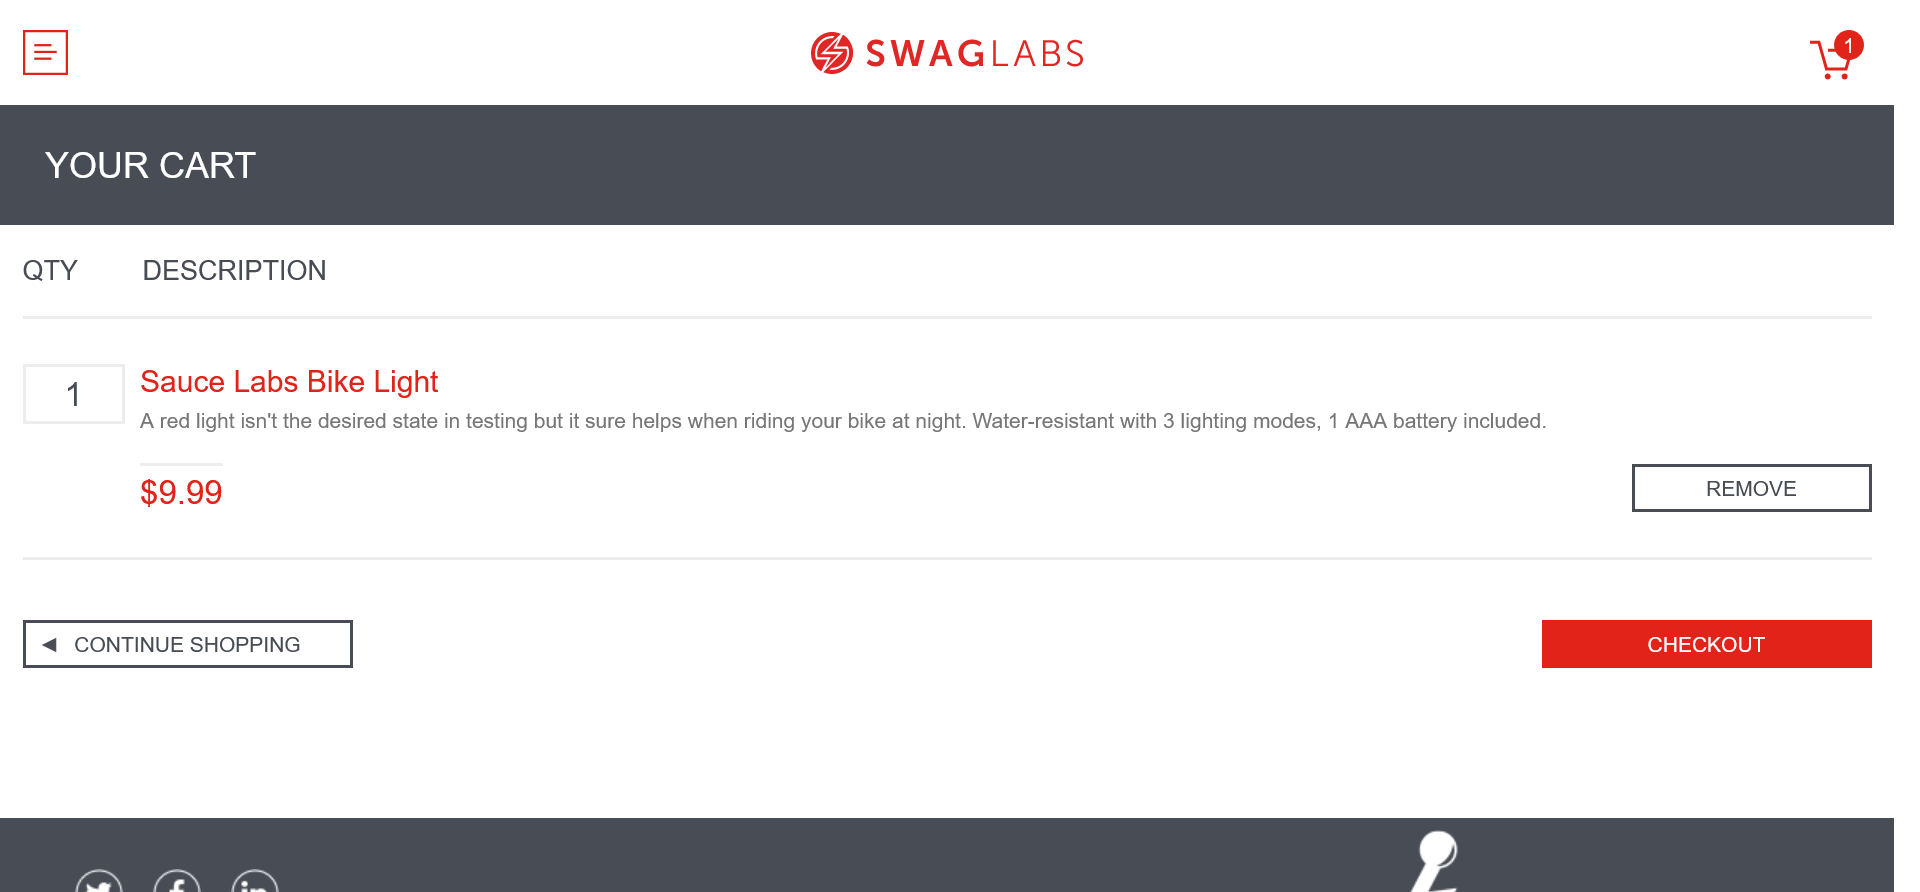 SWAGLABS
1
YOUR CART
QTY DESCRIPTION
1
Sauce Labs Bike Light
A red light isn't the desired state in testing but it sure helps when riding your bike at night. Water-resistant with 3 lighting modes, 1 AAA battery included.
$9.99
REMOVE
CONTINUE SHOPPING
CHECKOUT